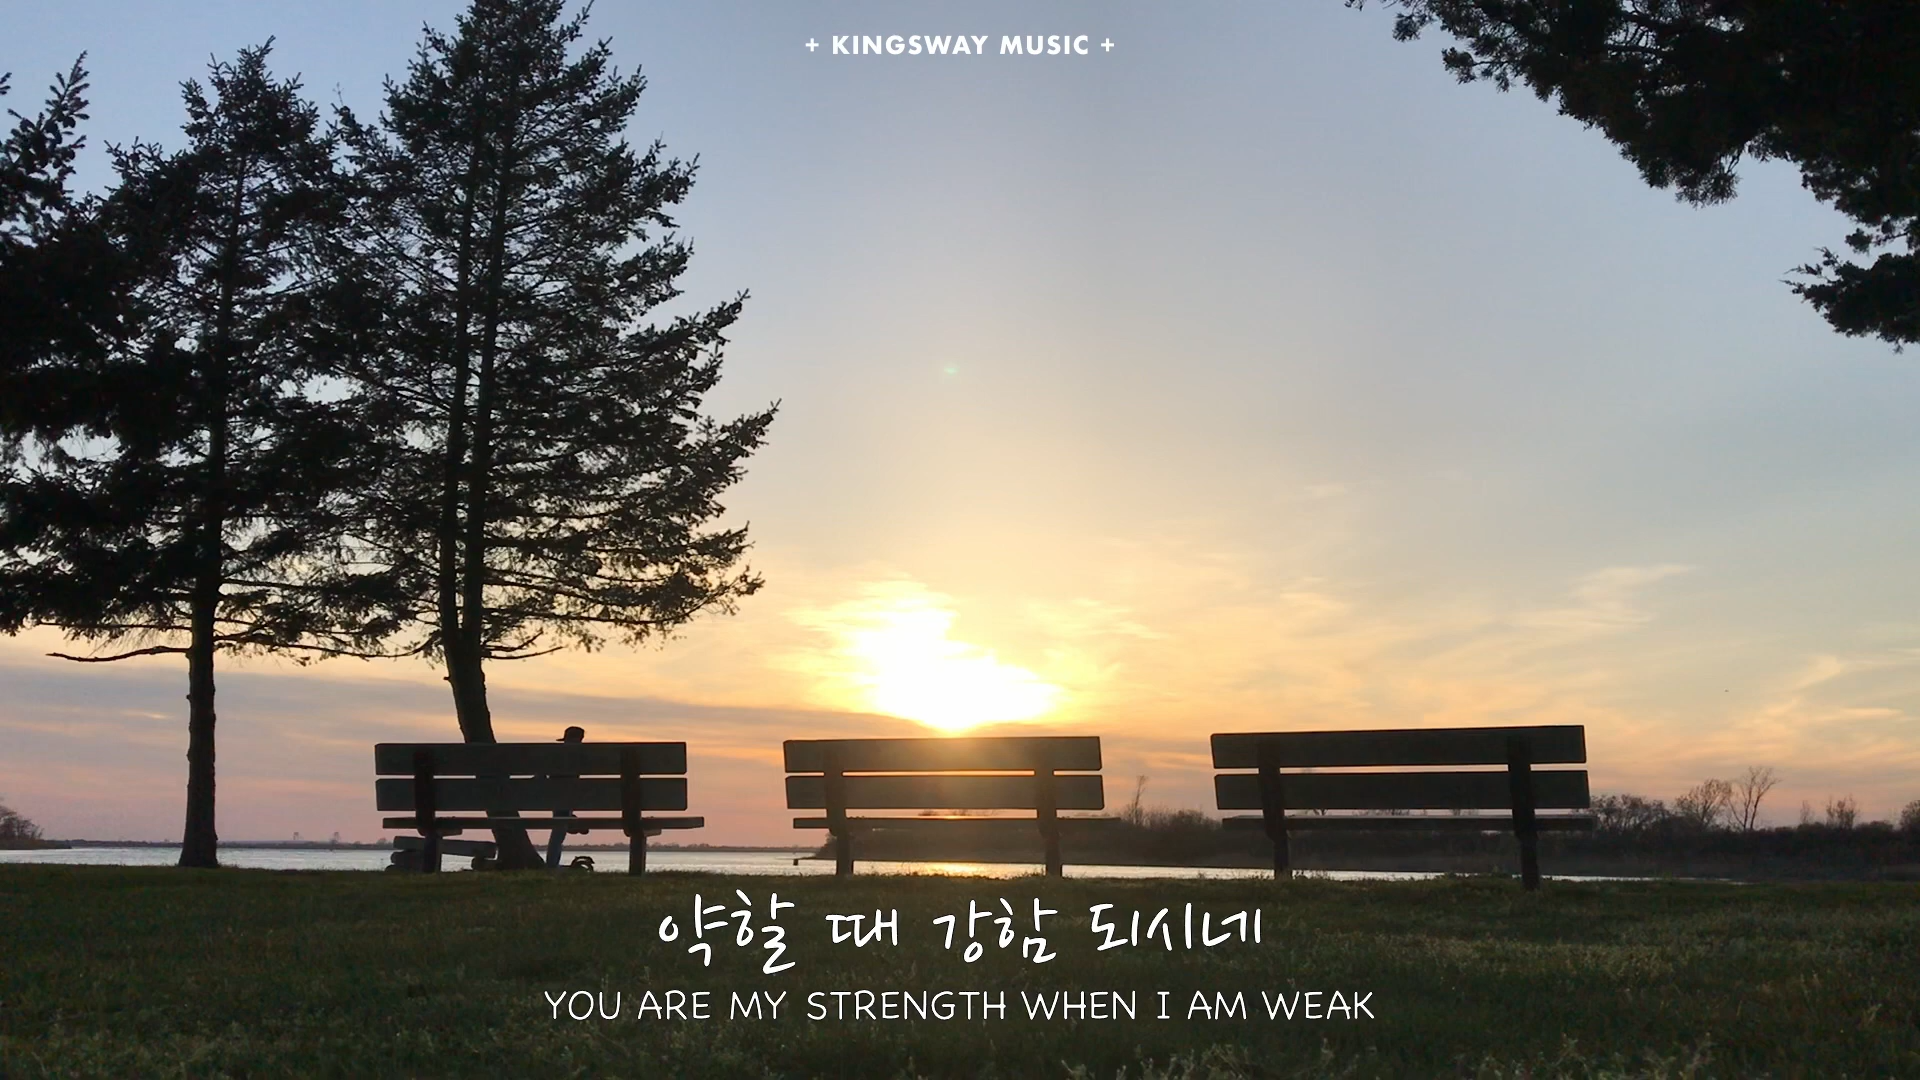 + KINGSWAY MUSIC +
약할 때 강함 되시네
YOU ARE MY STRENGTH WHEN I AM WEAK